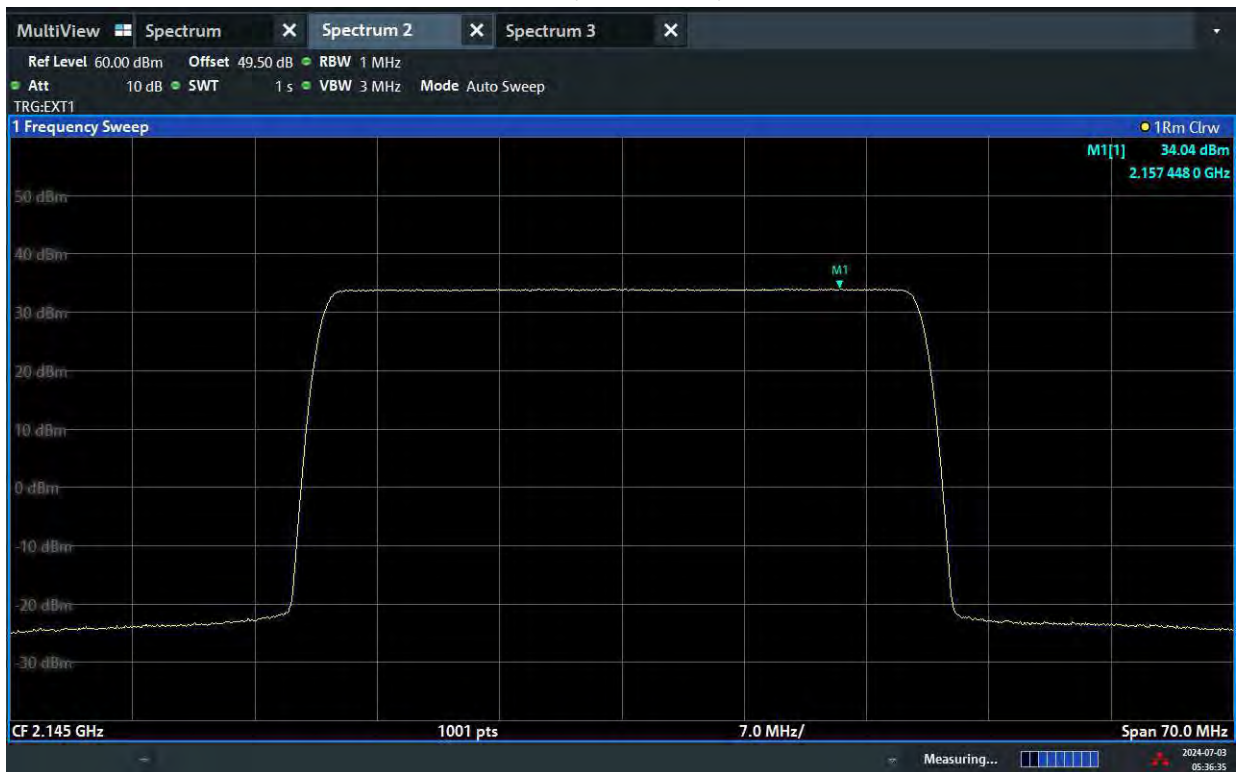 MultiView Spectrum X Spectrum 2 X Spectrum 3 X
Ref Level 60.00 dBm Offset 49.50 dB RBW 1 MHz
Att 10 dB SWT 1 s VBW 3 MHz Mode Auto Sweep
TRG:EXT1
1 Frequency Sweep 1Rm Clrw
M1[1] 34.04 dBm
2.157 448 0 GHz
50 dBm
40 dBm
M1
30 dBm
20 dBm
10 dBm
0 dBm
-10 dBm
-20 dBm
-30 dBm
CF 2.145 GHz 1001 pts 7.0 MHz/ Span 70.0 MHz
Measuring... 2024-07-03
05:36:35